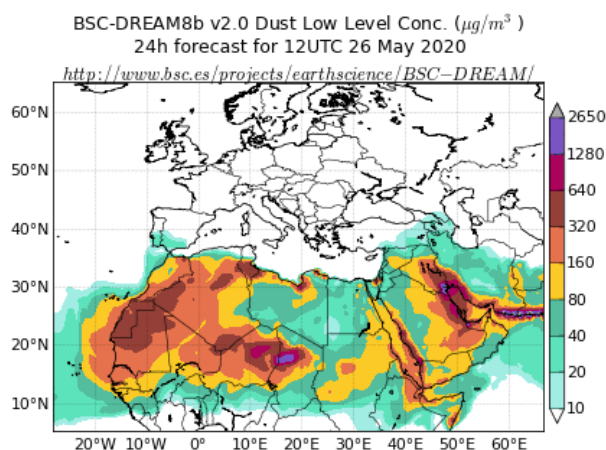 BSC-DREAM8b v2.0 Dust Low Level Conc. (μg/m³ )
24h forecast for 12UTC 26 May 2020
http://www.bsc.es/projects/earthscience/BSC−DREAM/
60°N
50°N
40°N
30°N
20°N
10°N
20°W 10°W 0° 10°E 20°E 30°E 40°E 50°E 60°E
2650
1280
640
320
160
80
40
20
10